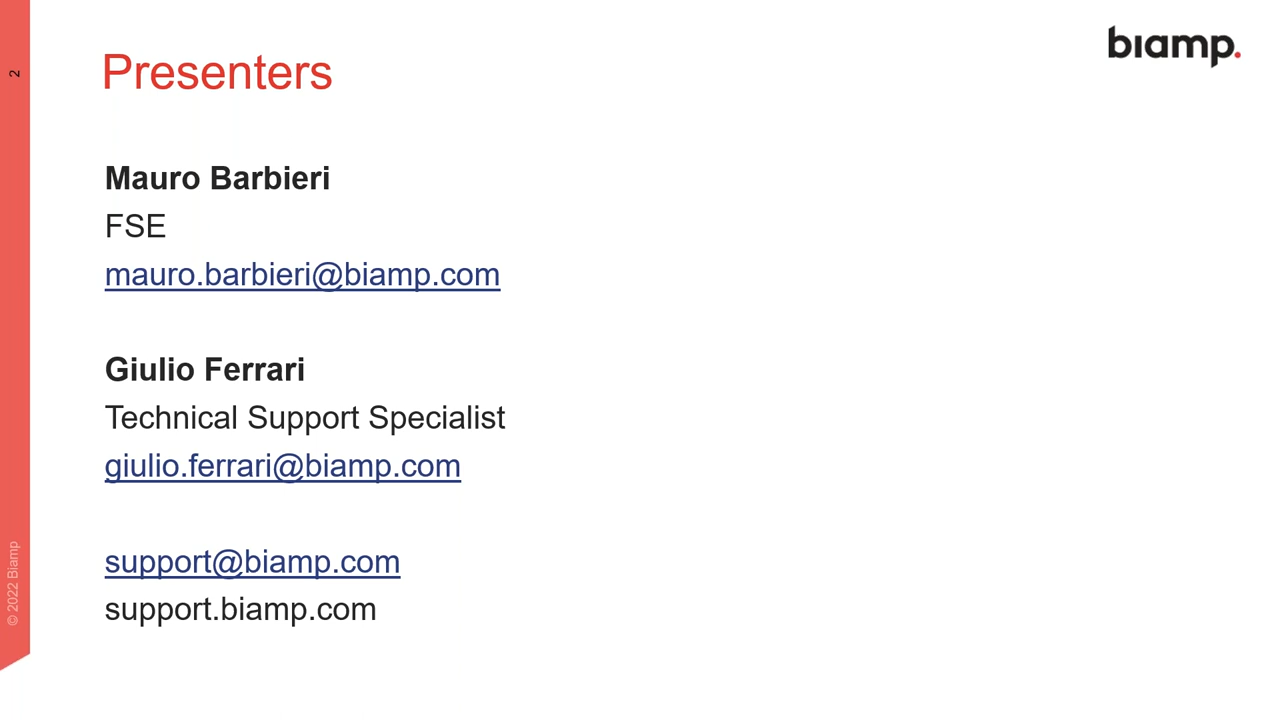 2
Presenters
biamp.
Mauro Barbieri
FSE
mauro.barbieri@biamp.com
Giulio Ferrari
Technical Support Specialist
giulio.ferrari@biamp.com
support@biamp.com
support.biamp.com
© 2022 Biamp